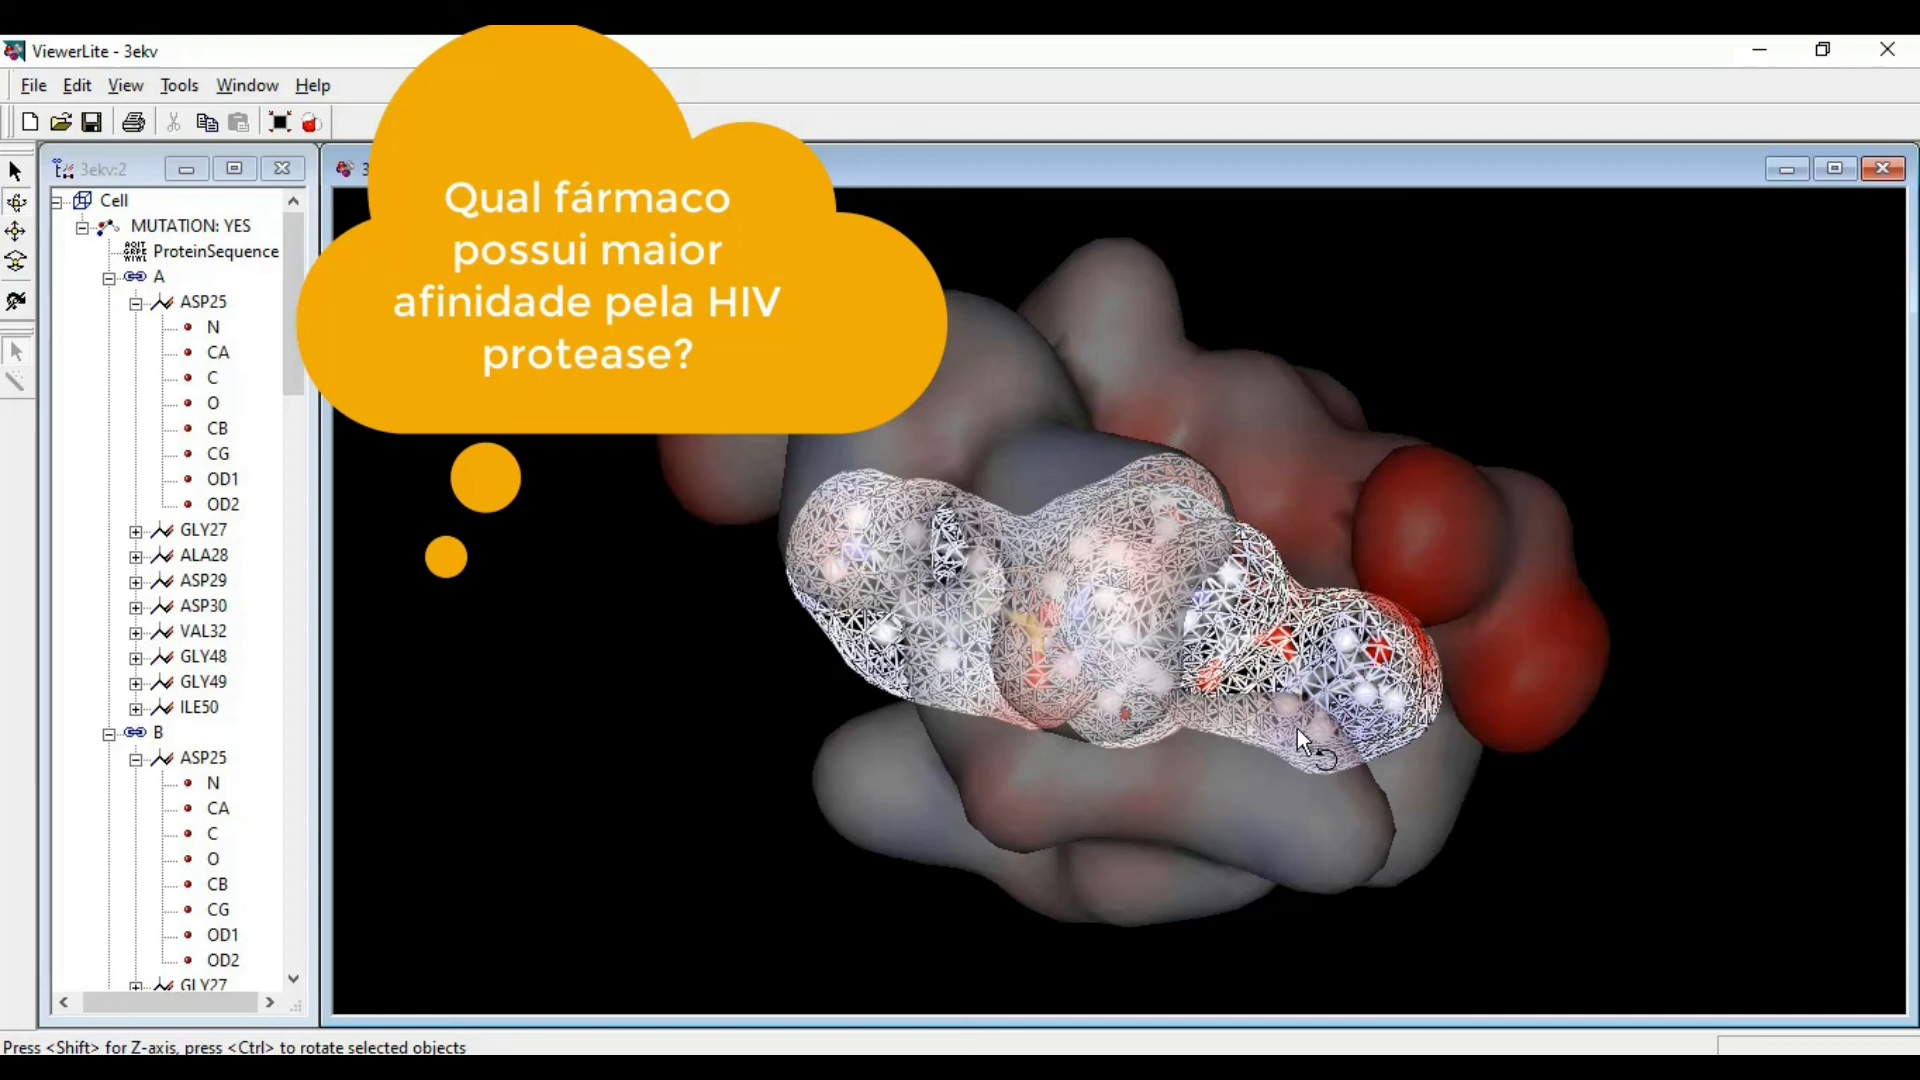 ViewerLite - 3ekv
File Edit View Tools Window Help
Qual fármaco
possui maior
afinidade pela HIV
protease?
3ekv:2
Cell
MUTATION: YES
ProteinSequence
A
ASP25
N
CA
C
O
CB
CG
OD1
OD2
GLY27
ALA28
ASP29
ASP30
VAL32
GLY48
GLY49
ILE50
B
ASP25
N
CA
C
O
CB
CG
OD1
OD2
GLY27
Press <Shift> for Z-axis, press <Ctrl> to rotate selected objects